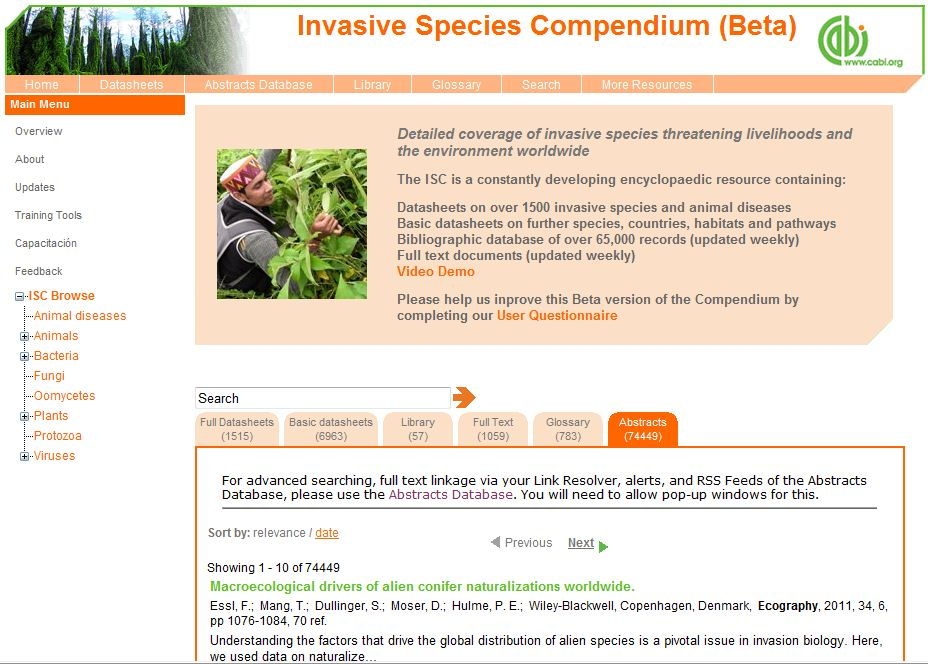 Invasive Species Compendium (Beta)
cabi
www.cabi.org
Home Datasheets Abstracts Database Library Glossary Search More Resources
Main Menu
Overview
About
Updates
Training Tools
Capacitación
Feedback
ISC Browse
Animal diseases
Animals
Bacteria
Fungi
Oomycetes
Plants
Protozoa
Viruses
Detailed coverage of invasive species threatening livelihoods and
the environment worldwide
The ISC is a constantly developing encyclopaedic resource containing:
Datasheets on over 1500 invasive species and animal diseases
Basic datasheets on further species, countries, habitats and pathways
Bibliographic database of over 65,000 records (updated weekly)
Full text documents (updated weekly)
Video Demo
Please help us inprove this Beta version of the Compendium by
completing our User Questionnaire
Search
Full Datasheets
(1515)
Basic datasheets
(6963)
Library
(57)
Full Text
(1059)
Glossary
(783)
Abstracts
(74449)
For advanced searching, full text linkage via your Link Resolver, alerts, and RSS Feeds of the Abstracts
Database, please use the Abstracts Database. You will need to allow pop-up windows for this.
Sort by: relevance / date
Previous Next
Showing 1 - 10 of 74449
Macroecological drivers of alien conifer naturalizations worldwide.
Essl, F.; Mang, T.; Dullinger, S.; Moser, D.; Hulme, P. E.; Wiley-Blackwell, Copenhagen, Denmark, Ecography, 2011, 34, 6,
pp 1076-1084, 70 ref.
Understanding the factors that drive the global distribution of alien species is a pivotal issue in invasion biology. Here,
we used data on naturalize...